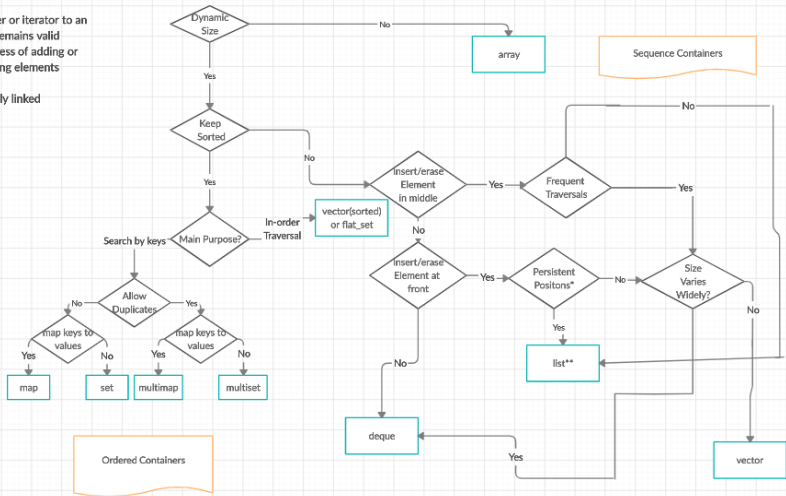 er or iterator to an
emains valid
ess of adding or
ng elements
ly linked
Dynamic
Size
No
array
Sequence Containers
Yes
Keep
Sorted
No
No
Yes
Insert/erase
Element
in middle
Yes
Frequent
Traversals
Yes
vector(sorted)
or flat_set
In-order
Traversal
Main Purpose?
Search by keys
No
Insert/erase
Element at
front
Yes
Persistent
Positons*
No
Size
Varies
Widely?
No
Allow
Duplicates
No
Yes
map keys to
values
map keys to
values
Yes
No
Yes
No
Yes
map
set
multimap
multiset
list**
No
deque
Yes
vector
Ordered Containers